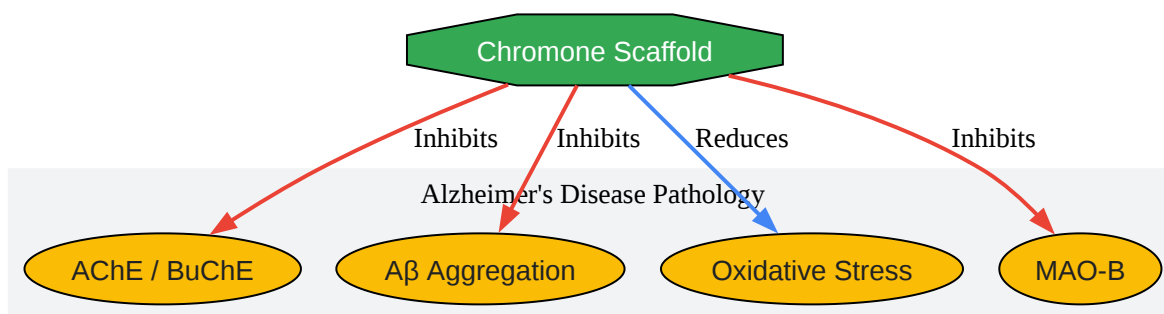 Chromone Scaffold
Inhibits
Inhibits
Reduces
Inhibits
Alzheimer's Disease Pathology
AChE / BuChE
Aβ Aggregation
Oxidative Stress
MAO-B